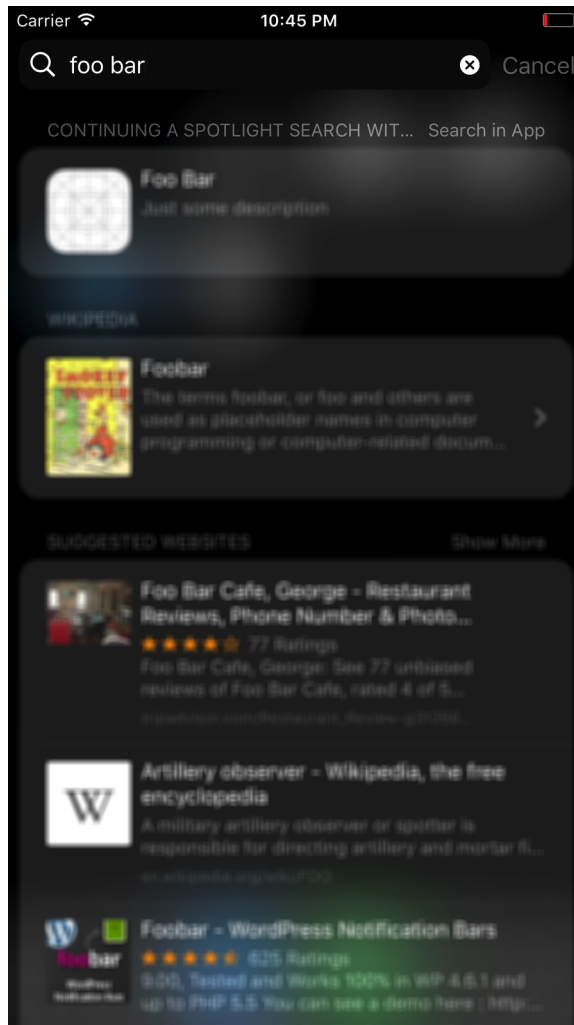 Carrier
10:45 PM
foo bar
Cancel
CONTINUING A SPOTLIGHT SEARCH WIT... Search in App
Foo Bar
Just some description
WIKIPEDIA
Foobar
The terms foobar, or foo and others are
used as placeholder names in computer
programming or computer-related docum...
SUGGESTED WEBSITES Show More
Foo Bar Cafe, George - Restaurant
Reviews, Phone Number & Photo...
77 Ratings
Foo Bar Cafe, George: See 77 unbiased
reviews of Foo Bar Cafe, rated 4 of 5...
W
Artillery observer - Wikipedia, the free
encyclopedia
A military artillery observer or spotter is
responsible for directing artillery and mortar fi...
foobar
WordPress
Notification Bars
Foobar - WordPress Notification Bars
625 Ratings
9.00, Tested and Works 100% in WP 4.6.1 and
up to PHP 5.5 You can see a demo here : http:...